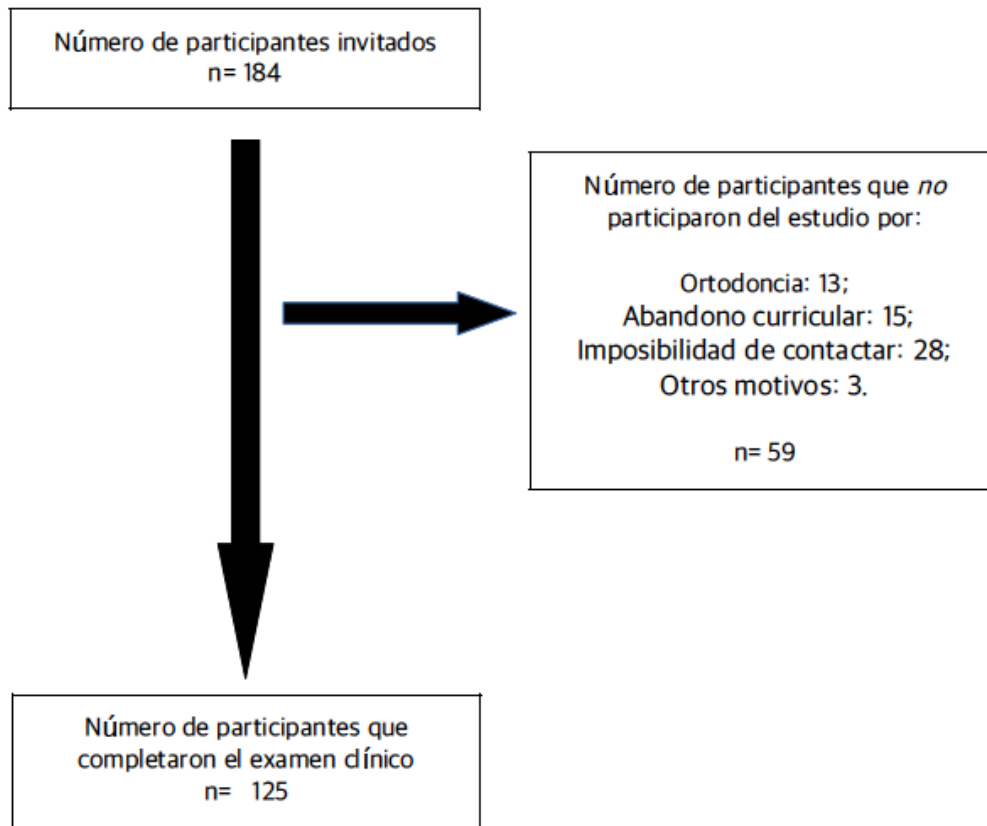 Número de participantes invitados
n= 184
Número de participantes que no
participaron del estudio por:
Ortodoncia: 13;
Abandono curricular: 15;
Imposibilidad de contactar: 28;
Otros motivos: 3.
n= 59
Número de participantes que
completaron el examen clínico
n= 125